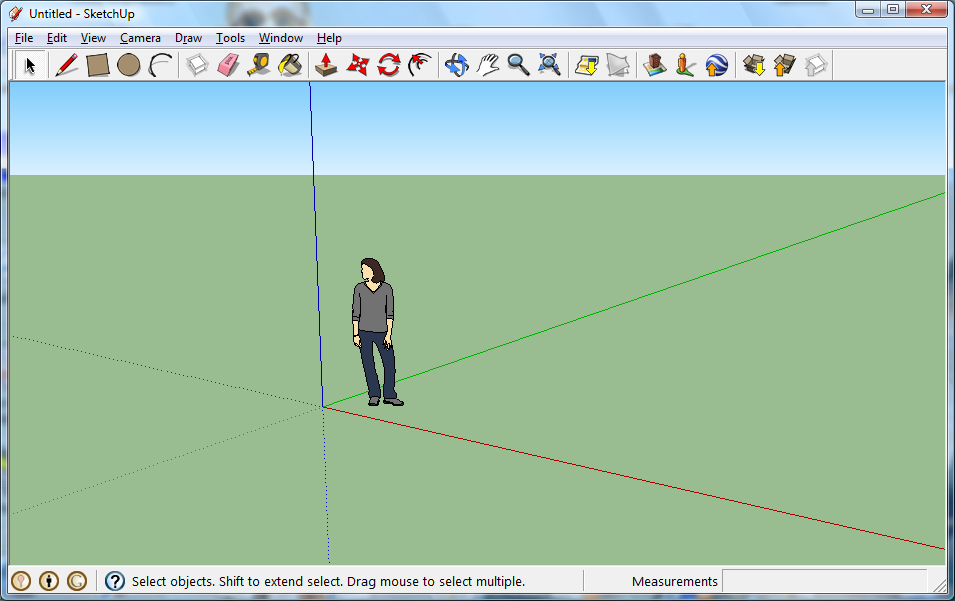 Untitled - SketchUp
File Edit View Camera Draw Tools Window Help
Select objects. Shift to extend select. Drag mouse to select multiple. Measurements